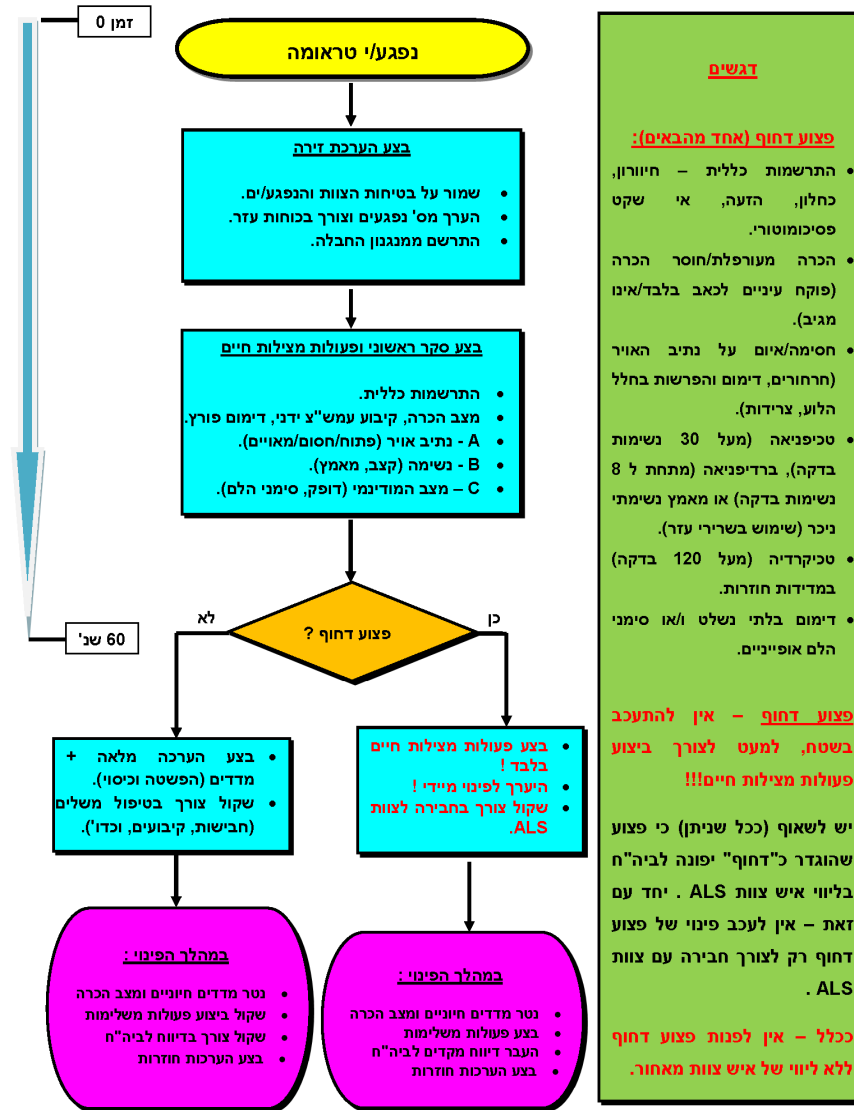 זמן 0
נפגע/י טראומה
בצע הערכת זירה
שמור על בטיחות הצוות והנפגע/ים.
הערך מס' נפגעים וצורך בכוחות עזר.
התרשם ממנגנון החבלה.
בצע סקר ראשוני ופעולות מצילות חיים
התרשמות כללית.
מצב הכרה, קיבוע עמש"צ ידני, דימום פורץ.
A - נתיב אויר (פתוח/חסום/מאויים).
B - נשימה (קצב, מאמץ).
C – מצב המודינמי (דופק, סימני הלם).
60 שנ'
פצוע דחוף ?
כן
לא
בצע פעולות מצילות חיים
בלבד !
היערך לפינוי מיידי !
שקול צורך בחבירה לצוות
ALS.
בצע הערכה מלאה +
מדדים (הפשטה וכיסוי).
שקול צורך בטיפול משלים
(חבישות, קיבועים, וכדו').
במהלך הפינוי :
נטר מדדים חיוניים ומצב הכרה
בצע פעולות משלימות
העבר דיווח מקדים לביה"ח
בצע הערכות חוזרות
במהלך הפינוי :
נטר מדדים חיוניים ומצב הכרה
שקול ביצוע פעולות משלימות
שקול צורך בדיווח לביה"ח
בצע הערכות חוזרות
דגשים
פצוע דחוף (אחד מהבאים):
התרשמות כללית – חיוורון,
כחלון, הזעה, אי שקט
פסיכומוטורי.
הכרה מעורפלת/חוסר הכרה
(פוקח עיניים לכאב בלבד/אינו
מגיב).
חסימה/איום על נתיב האויר
(חרחורים, דימום והפרשות בחלל
הלוע, צרידות).
טכיפניאה (מעל 30 נשימות
בדקה), ברדיפניאה (מתחת ל 8
נשימות בדקה) או מאמץ נשימתי
ניכר (שימוש בשרירי עזר).
טכיקרדיה (מעל 120 בדקה)
במדידות חוזרות.
דימום בלתי נשלט ו/או סימני
הלם אופייניים.
פצוע דחוף – אין להתעכב
בשטח, למעט לצורך ביצוע
פעולות מצילות חיים!!!
יש לשאוף (ככל שניתן) כי פצוע
שהוגדר כ"דחוף" יפונה לביה"ח
בליווי איש צוות ALS . יחד עם
זאת – אין לעכב פינוי של פצוע
דחוף רק לצורך חבירה עם צוות
ALS .
ככלל – אין לפנות פצוע דחוף
ללא ליווי של איש צוות מאחור.